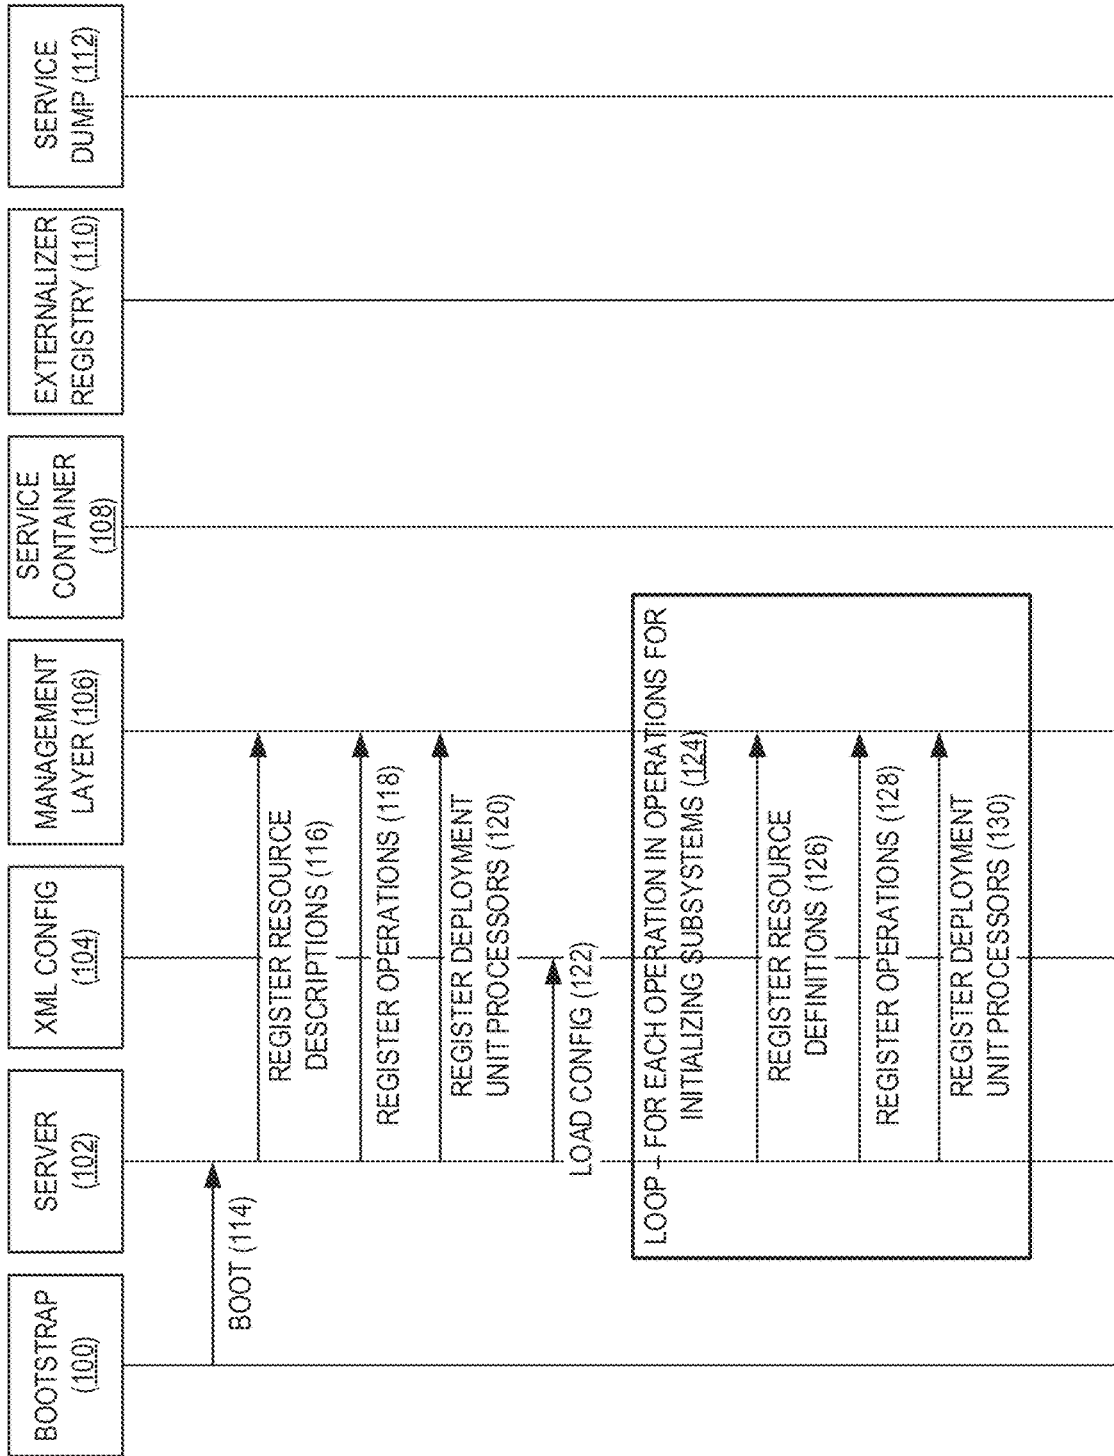 BOOTSTRAP
(100)
SERVER
(102)
XML CONFIG
(104)
MANAGEMENT
LAYER (106)
SERVICE
CONTAINER
(108)
EXTERNALIZER
REGISTRY (110)
SERVICE
DUMP (112)
BOOT (114)
REGISTER RESOURCE
DESCRIPTIONS (116)
REGISTER OPERATIONS (118)
REGISTER DEPLOYMENT
UNIT PROCESSORS (120)
LOAD CONFIG (122)
LOOP – FOR EACH OPERATION IN OPERATIONS FOR
INITIALIZING SUBSYSTEMS (124)
REGISTER RESOURCE
DEFINITIONS (126)
REGISTER OPERATIONS (128)
REGISTER DEPLOYMENT
UNIT PROCESSORS (130)